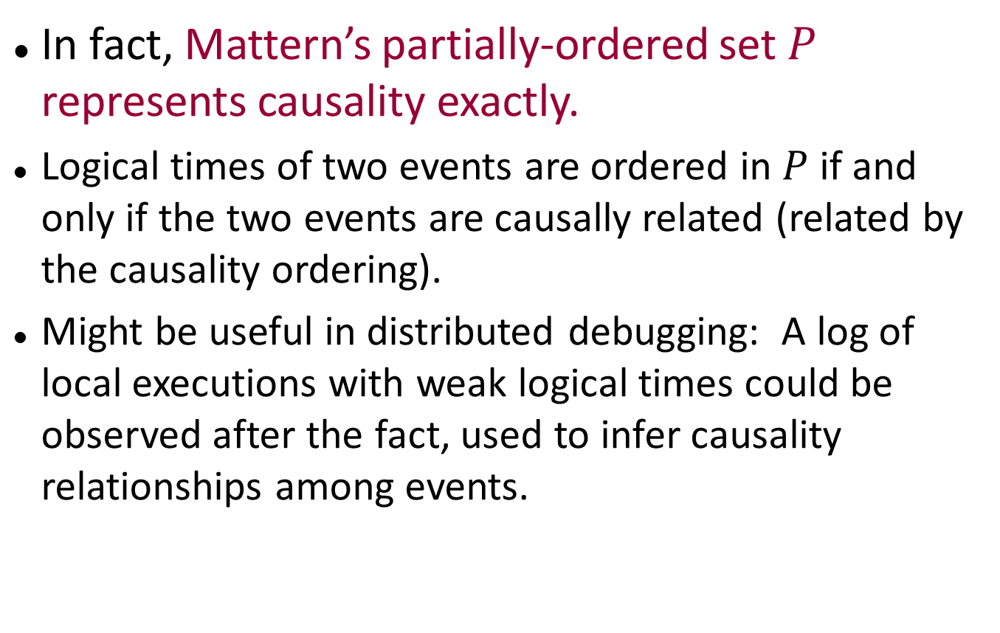 • In fact, Mattern’s partially-ordered set P
represents causality exactly.
• Logical times of two events are ordered in P if and
only if the two events are causally related (related by
the causality ordering).
• Might be useful in distributed debugging:  A log of
local executions with weak logical times could be
observed after the fact, used to infer causality
relationships among events.